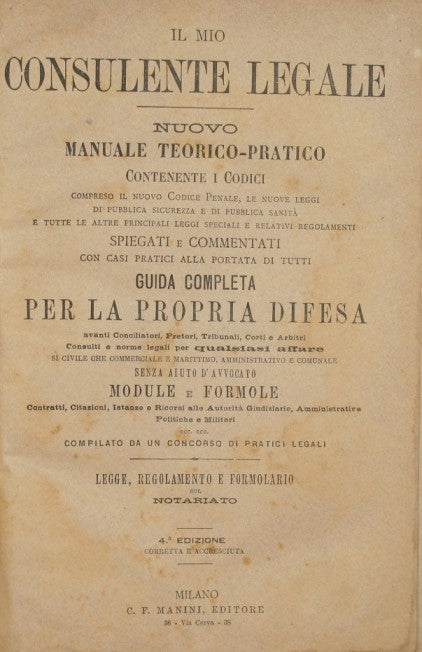 IL MIO
CONSULENTE LEGALE
NUOVO
MANUALE TEORICO-PRATICO
CONTENENTE I CODICI
COMPRESO IL NUOVO CODICE PENALE, LE NUOVE LEGGI
DI PUBBLICA SICUREZZA E DI PUBBLICA SANITÀ
E TUTTE LE ALTRE PRINCIPALI LEGGI SPECIALI E RELATIVI REGOLAMENTI
SPIEGATI E COMMENTATI
CON CASI PRATICI ALLA PORTATA DI TUTTI
GUIDA COMPLETA
PER LA PROPRIA DIFESA
avanti Conciliatori, Pretori, Tribunali, Corti e Arbitri
Consulti e norme legali per qualsiasi affare
SÌ CIVILE CHE COMMERCIALE E MARITTIMO, AMMINISTRATIVO E COMUNALE
SENZA AIUTO D'AVVOCATO
MODULE E FORMOLE
Contratti, Citazioni, Istanze e Ricorsi alle Autorità Giudiziarie, Amministrative
Politiche e Militari
ecc. ecc.
COMPILATO DA UN CONCORSO DI PRATICI LEGALI
LEGGE, REGOLAMENTO E FORMOLARIO
SUL
NOTARIATO
4.ª EDIZIONE
CORRETTA E ACCRESCIUTA
MILANO
C. F. MANINI, EDITORE
38 - Via Cerva - 38